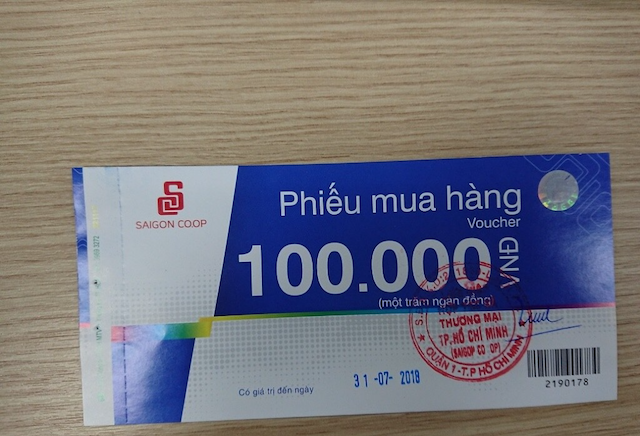 SAIGON CO.OP
Phiếu mua hàng
Voucher
100.000 VNĐ
(một trăm ngàn đồng)
THƯƠNG MẠI
TP.HỒ CHÍ MINH
(SAIGON CO OP)
QUẬN 1 - T.P HỒ CHÍ MINH
Có giá trị đến ngày
31-07-2018
2190178